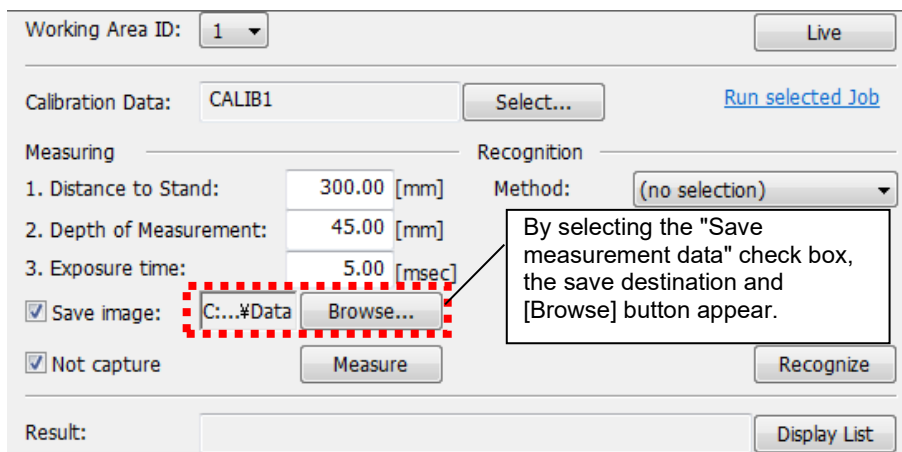 Working Area ID: 1 Live
Calibration Data: CALIB1 Select... Run selected Job
Measuring Recognition
1. Distance to Stand: 300.00 [mm] Method: (no selection)
2. Depth of Measurement: 45.00 [mm]
3. Exposure time: 5.00 [msec]
By selecting the "Save
measurement data" check box,
the save destination and
[Browse] button appear.
Save image: C:...¥Data Browse...
Not capture Measure Recognize
Result: Display List